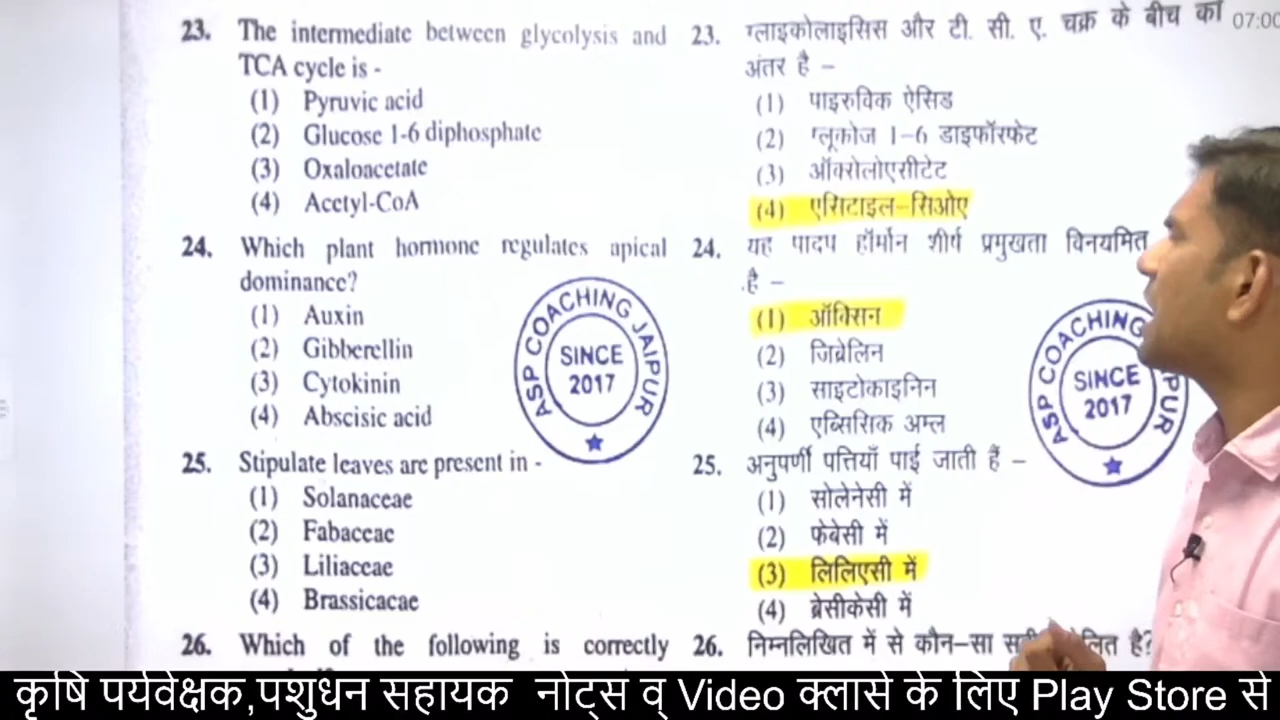 23. The intermediate between glycolysis and
TCA cycle is -
(1) Pyruvic acid
(2) Glucose 1-6 diphosphate
(3) Oxaloacetate
(4) Acetyl-CoA
24. Which plant hormone regulates apical
dominance?
(1) Auxin
(2) Gibberellin
(3) Cytokinin
(4) Abscisic acid
25. Stipulate leaves are present in -
(1) Solanaceae
(2) Fabaceae
(3) Liliaceae
(4) Brassicacae
26. Which of the following is correctly
23. ग्लाइकोलाइसिस और टी. सी. ए. चक्र के बीच का
अंतर है –
(1) पाइरुविक ऐसिड
(2) ग्लूकोज 1–6 डाइफॉरफेट
(3) ऑक्रोलोएसीटेट
(4) एसिटाइल–सिओए
24. यह पादप हॉर्मोन शीर्ष प्रमुखता विनयमित
है –
(1) ऑक्सिन
(2) जिब्रेलिन
(3) साइटोकाइनिन
(4) एब्सिसिक अम्ल
25. अनुपर्णी पत्तियाँ पाई जाती हैं –
(1) सोलेनेसी में
(2) फेबेसी में
(3) लिलिएसी में
(4) ब्रेसीकेसी में
26. निम्नलिखित में से कौन–सा है?
07:00
ASP COACHING JAIPUR
SINCE
2017
ASP COACHING PUR
SINCE
2017
कृषि पर्यवेक्षक,पशुधन सहायक नोट्स व् Video क्लासे के लिए Play Store से